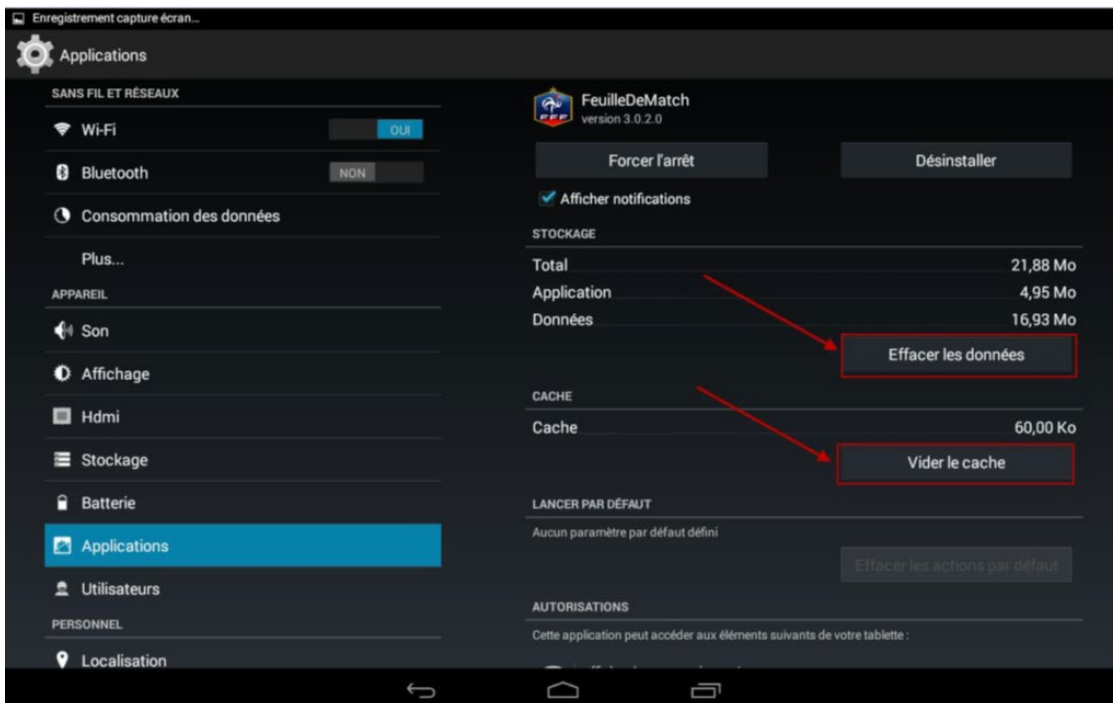 Enregistrement capture écran...
Applications
SANS FIL ET RÉSEAUX
Wi-Fi OUI
Bluetooth NON
Consommation des données
Plus...
APPAREIL
Son
Affichage
Hdmi
Stockage
Batterie
Applications
Utilisateurs
PERSONNEL
Localisation
FFF
FeuilleDeMatch
version 3.0.2.0
Forcer l'arrêt Désinstaller
Afficher notifications
STOCKAGE
Total 21,88 Mo
Application 4,95 Mo
Données 16,93 Mo
Effacer les données
CACHE
Cache 60,00 Ko
Vider le cache
LANCER PAR DÉFAUT
Aucun paramètre par défaut défini
Effacer les actions par défaut
AUTORISATIONS
Cette application peut accéder aux éléments suivants de votre tablette :